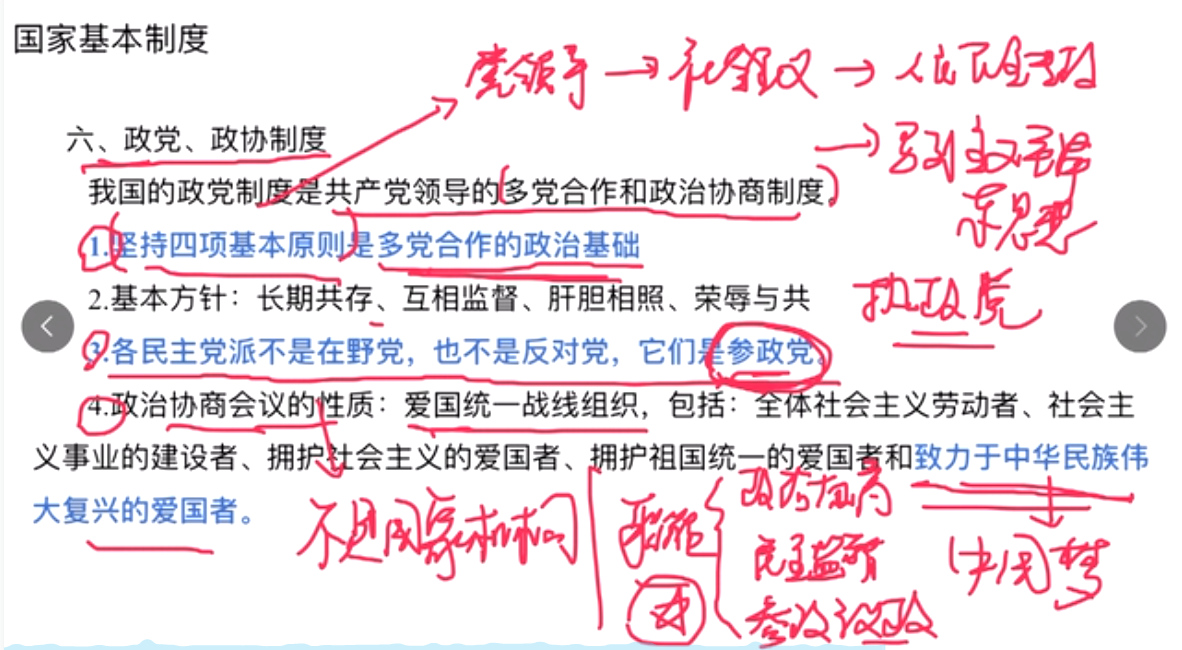 国家基本制度
党领导→社会主义→人民民主专政
六、政党、政协制度
→马列主义毛泽东思想
我国的政党制度是共产党领导的(多党合作和政治协商制度)。
1.坚持四项基本原则是多党合作的政治基础
2.基本方针：长期共存、互相监督、肝胆相照、荣辱与共
执政党
3.各民主党派不是在野党，也不是反对党，它们是参政党。
4.政治协商会议的性质：爱国统一战线组织，包括：全体社会主义劳动者、社会主
义事业的建设者、拥护社会主义的爱国者、拥护祖国统一的爱国者和致力于中华民族伟
大复兴的爱国者。
不是国家机构
职能
政治协商
民主监督
参政议政
中国梦